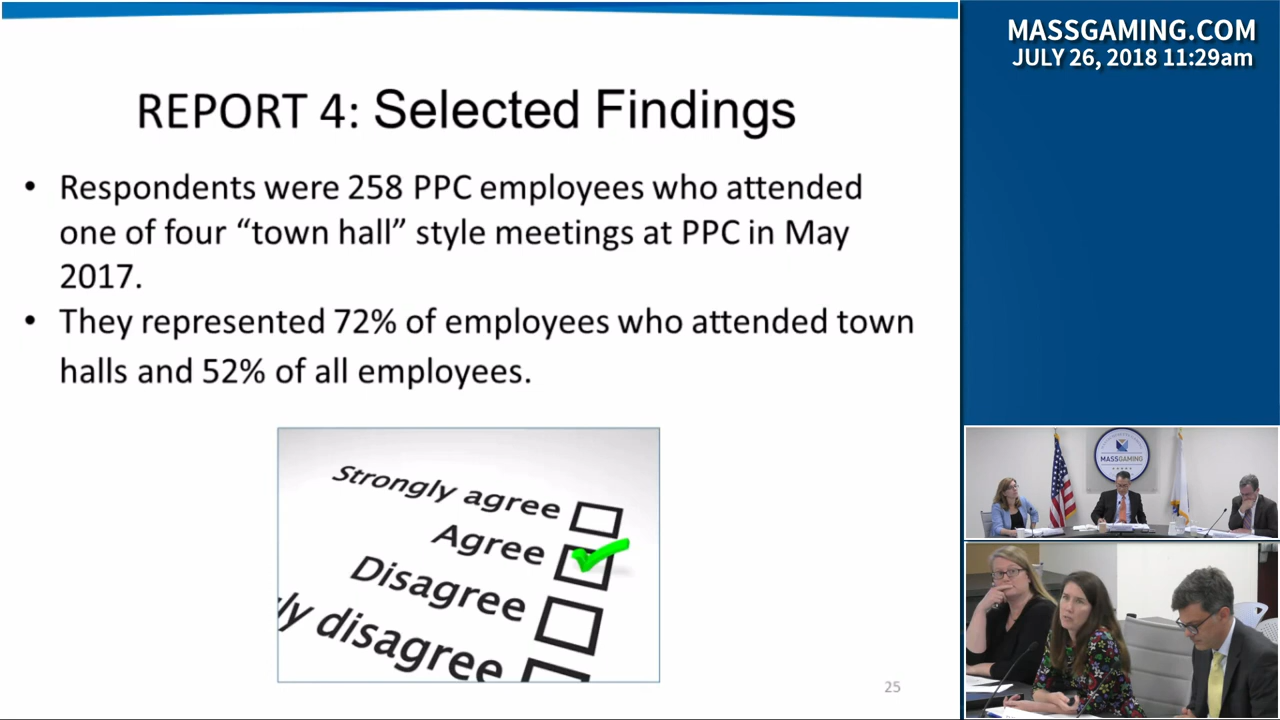 MASSGAMING.COM
JULY 26, 2018 11:29am
REPORT 4: Selected Findings
• Respondents were 258 PPC employees who attended
one of four “town hall” style meetings at PPC in May
2017.
• They represented 72% of employees who attended town
halls and 52% of all employees.
Strongly agree
Agree
Disagree
ly disagree
25
MASSGAMING